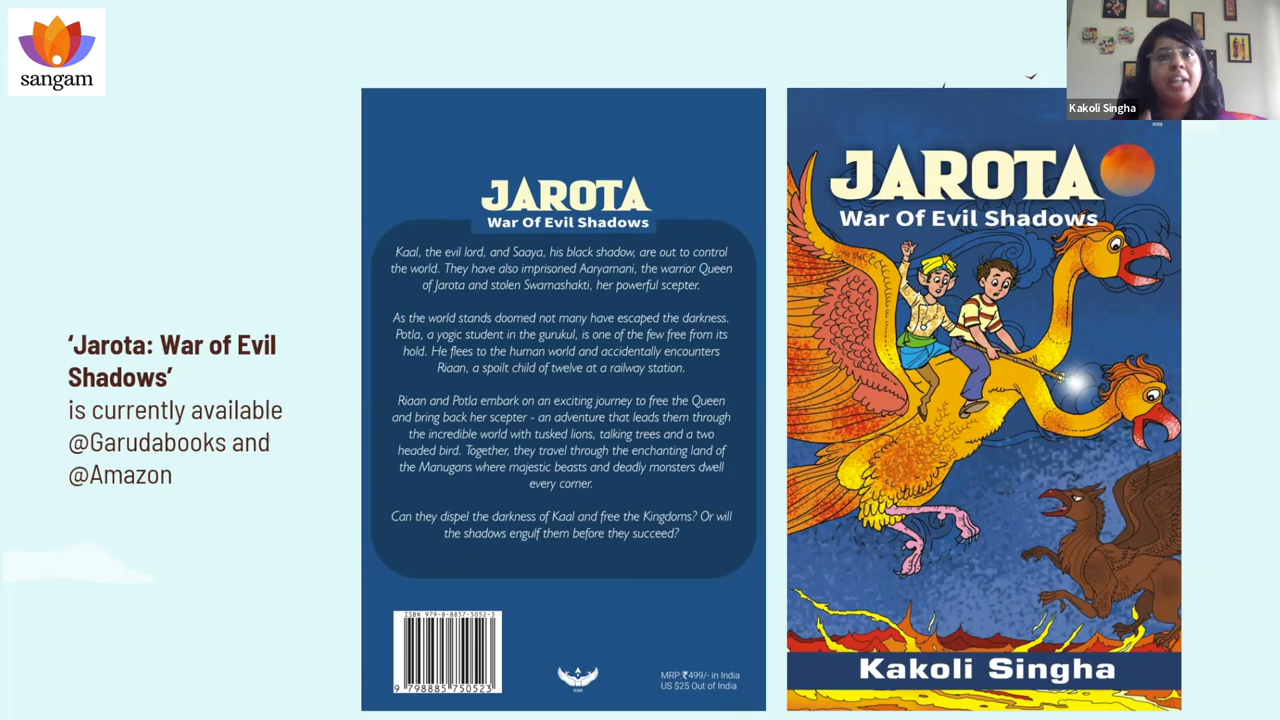 sangam
Kakoli Singha
‘Jarota: War of Evil
Shadows’
is currently available
@Garudabooks and
@Amazon
JAROTA
War Of Evil Shadows
Kaal, the evil lord, and Saaya, his black shadow, are out to control
the world. They have also imprisoned Aaryamani, the warrior Queen
of Jarota and stolen Swarnashakti, her powerful scepter.
As the world stands doomed not many have escaped the darkness.
Potla, a yogic student in the gurukul, is one of the few free from its
hold. He flees to the human world and accidentally encounters
Riaan, a spoilt child of twelve at a railway station.
Riaan and Potla embark on an exciting journey to free the Queen
and bring back her scepter - an adventure that leads them through
the incredible world with tusked lions, talking trees and a two
headed bird. Together, they travel through the enchanting land of
the Manugans where majestic beasts and deadly monsters dwell
every corner.
Can they dispel the darkness of Kaal and free the Kingdoms? Or will
the shadows engulf them before they succeed?
ISBN 979-8-8857-5052-3
9 798885 750523
MRP:₹499/- in India
US $25 Out of India
JAROTA
War Of Evil Shadows
Kakoli Singha